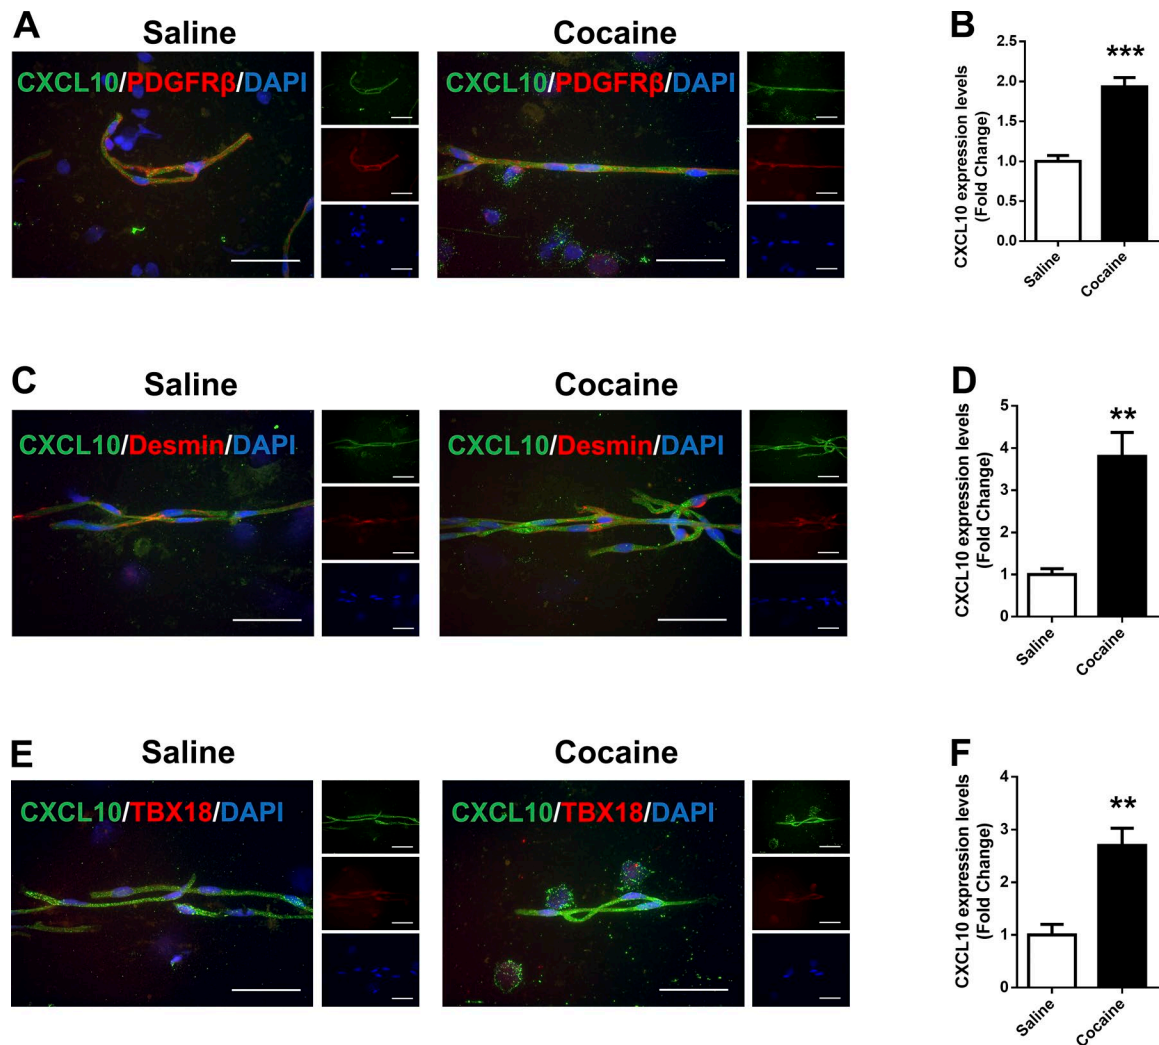 A
Saline
Cocaine
CXCL10/PDGFRβ/DAPI
CXCL10/PDGFRβ/DAPI
B
CXCL10 expression levels
(Fold Change)
2.5
2.0
1.5
1.0
0.5
0.0
***
Saline
Cocaine
C
Saline
Cocaine
CXCL10/Desmin/DAPI
CXCL10/Desmin/DAPI
D
CXCL10 expression levels
(Fold Change)
5
4
3
2
1
0
**
Saline
Cocaine
E
Saline
Cocaine
CXCL10/TBX18/DAPI
CXCL10/TBX18/DAPI
F
CXCL10 expression levels
(Fold Change)
4
3
2
1
0
**
Saline
Cocaine